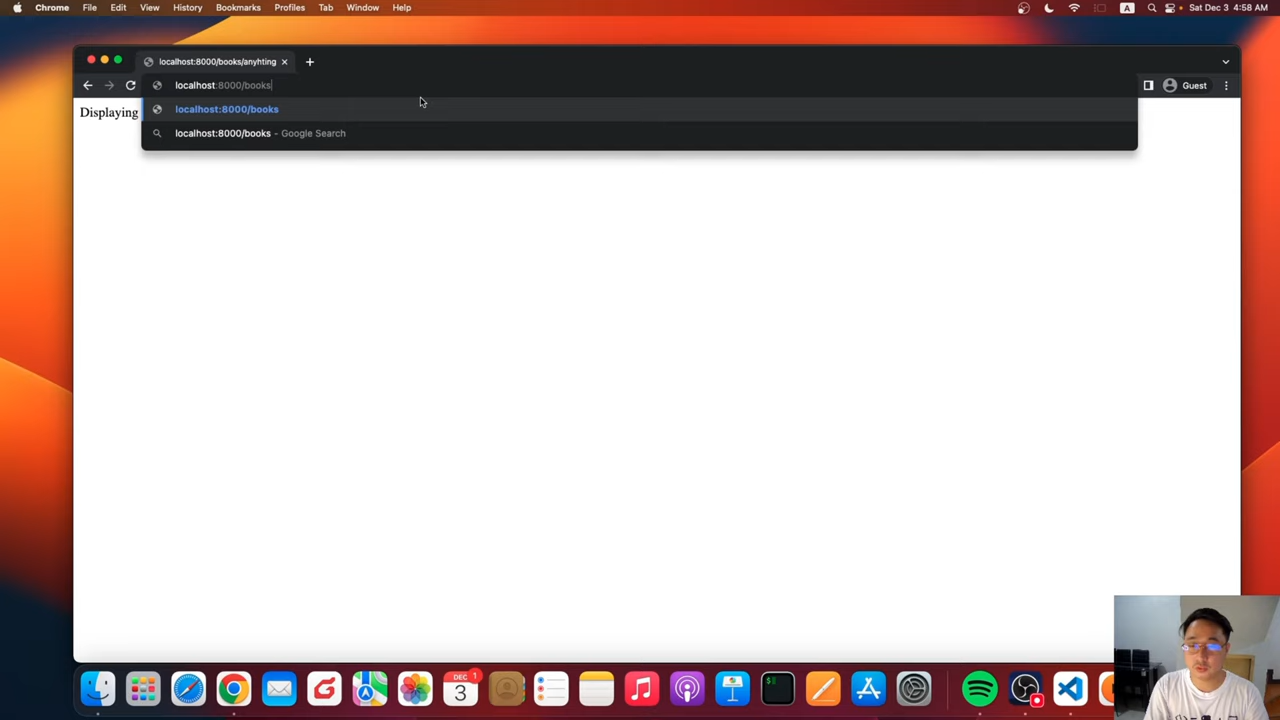 Chrome File Edit View History Bookmarks Profiles Tab Window Help A Sat Dec 3 4:58 AM
localhost:8000/books/anyhting
localhost:8000/books Guest
Displaying
localhost:8000/books
localhost:8000/books - Google Search
DEC
3
1
$